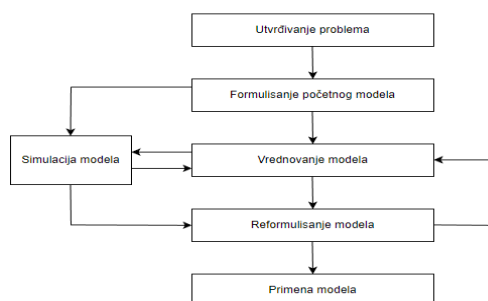 Utvrđivanje problema
Formulisanje početnog modela
Simulacija modela
Vrednovanje modela
Reformulisanje modela
Primena modela